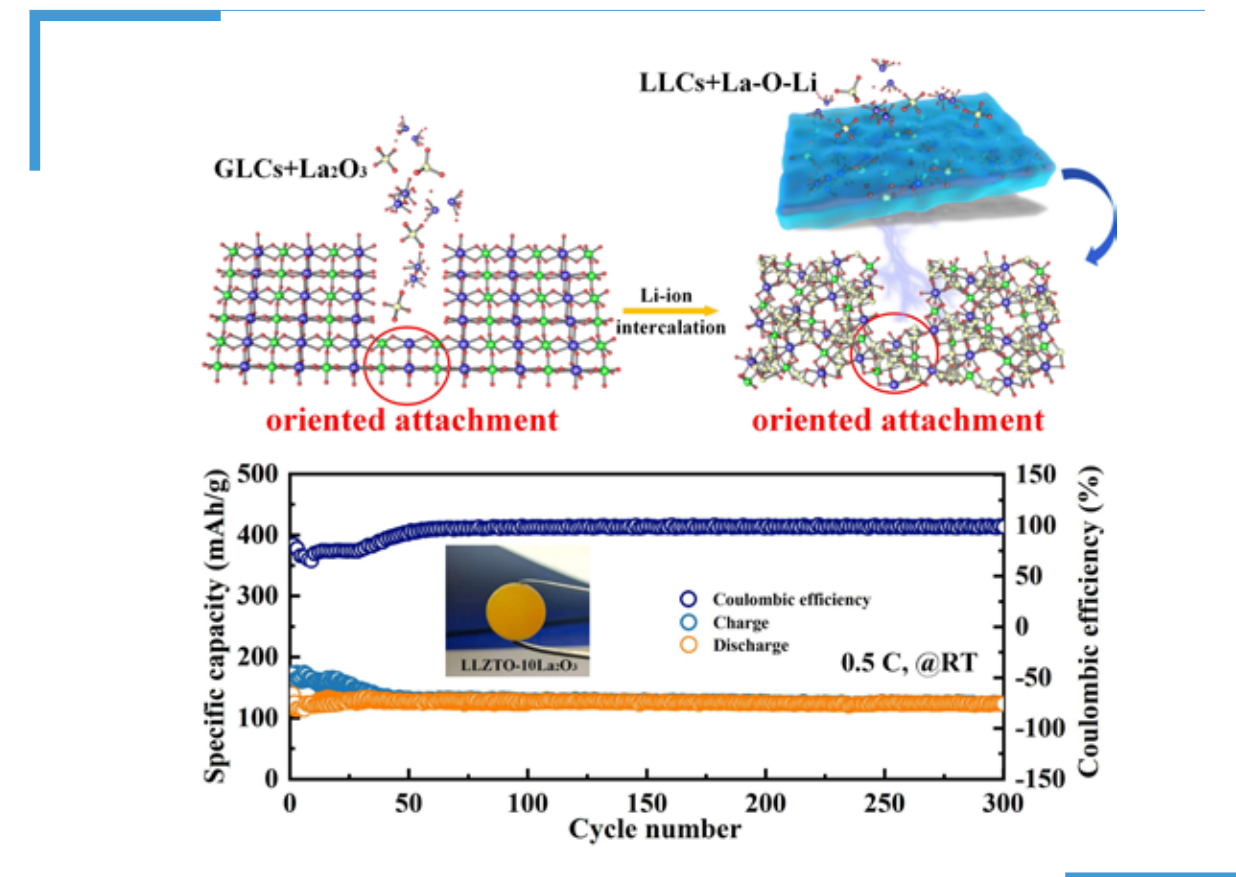 LLCs+La-O-Li
GLCs+La₂O₃
Li-ion
intercalation
oriented attachment
oriented attachment
Specific capacity (mAh/g)
500
400
300
200
100
0
Coulombic efficiency
Charge
Discharge
LLZTO-10La₂O₃
0.5 C, @RT
150
100
50
0
-50
-100
-150
Coulombic efficiency (%)
0 50 100 150 200 250 300
Cycle number